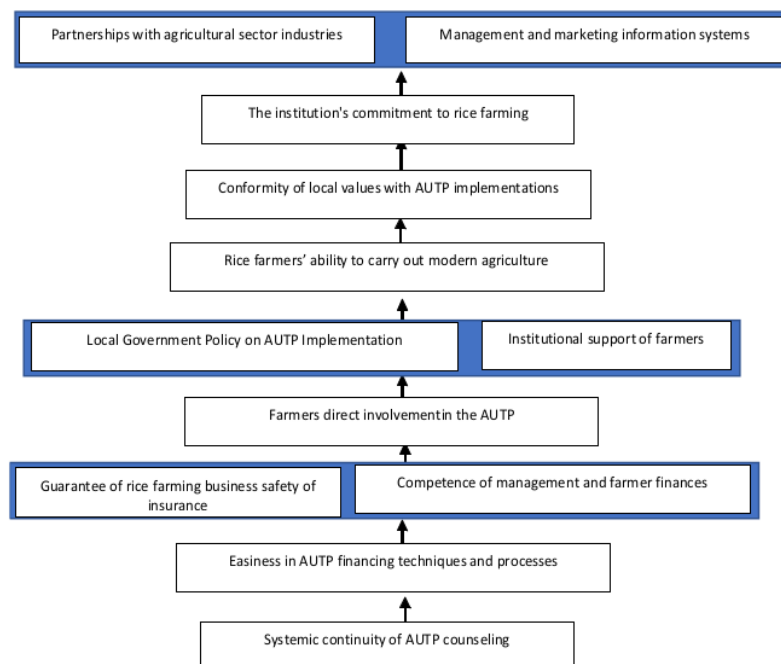 Partnerships with agricultural sector industries
Management and marketing information systems
The institution's commitment to rice farming
Conformity of local values with AUTP implementations
Rice farmers' ability to carry out modern agriculture
Local Government Policy on AUTP Implementation
Institutional support of farmers
Farmers direct involvementin the AUTP
Guarantee of rice farming business safety of
insurance
Competence of management and farmer finances
Easiness in AUTP financing techniques and processes
Systemic continuity of AUTP counseling